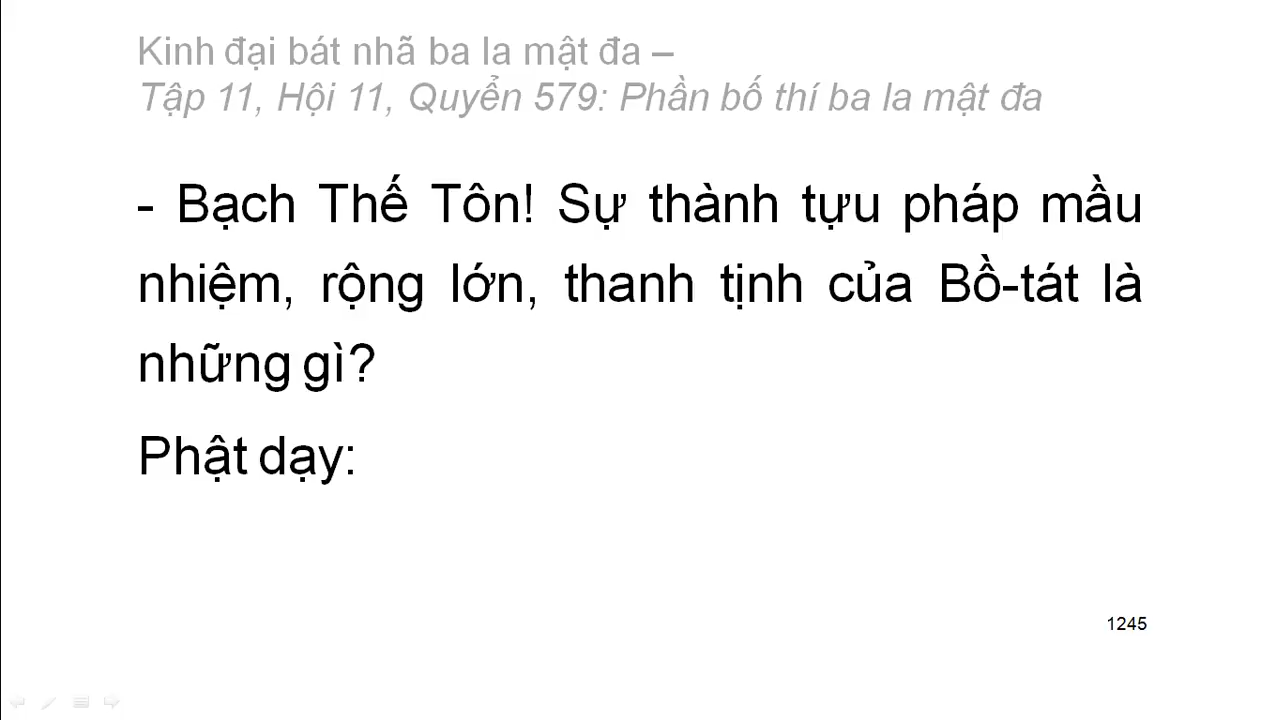 Kinh đại bát nhã ba la mật đa –
Tập 11, Hội 11, Quyển 579: Phần bố thí ba la mật đa
- Bạch Thế Tôn! Sự thành tựu pháp mầu
nhiệm, rộng lớn, thanh tịnh của Bồ-tát là
những gì?
Phật dạy:
1245